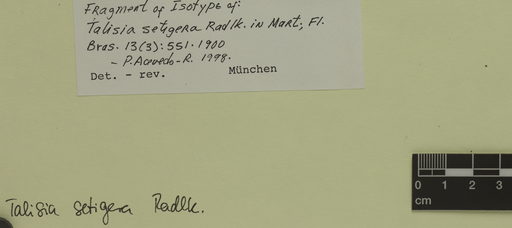 Fragment of Isotype of:
Talisia setigera Radlk. in Mart; Fl.
Bras. 13(3): 551. 1900
- P. Acevedo-R. 1998.
Det. - rev. München
Talisia setigera Radlk.
0 1 2 3
cm